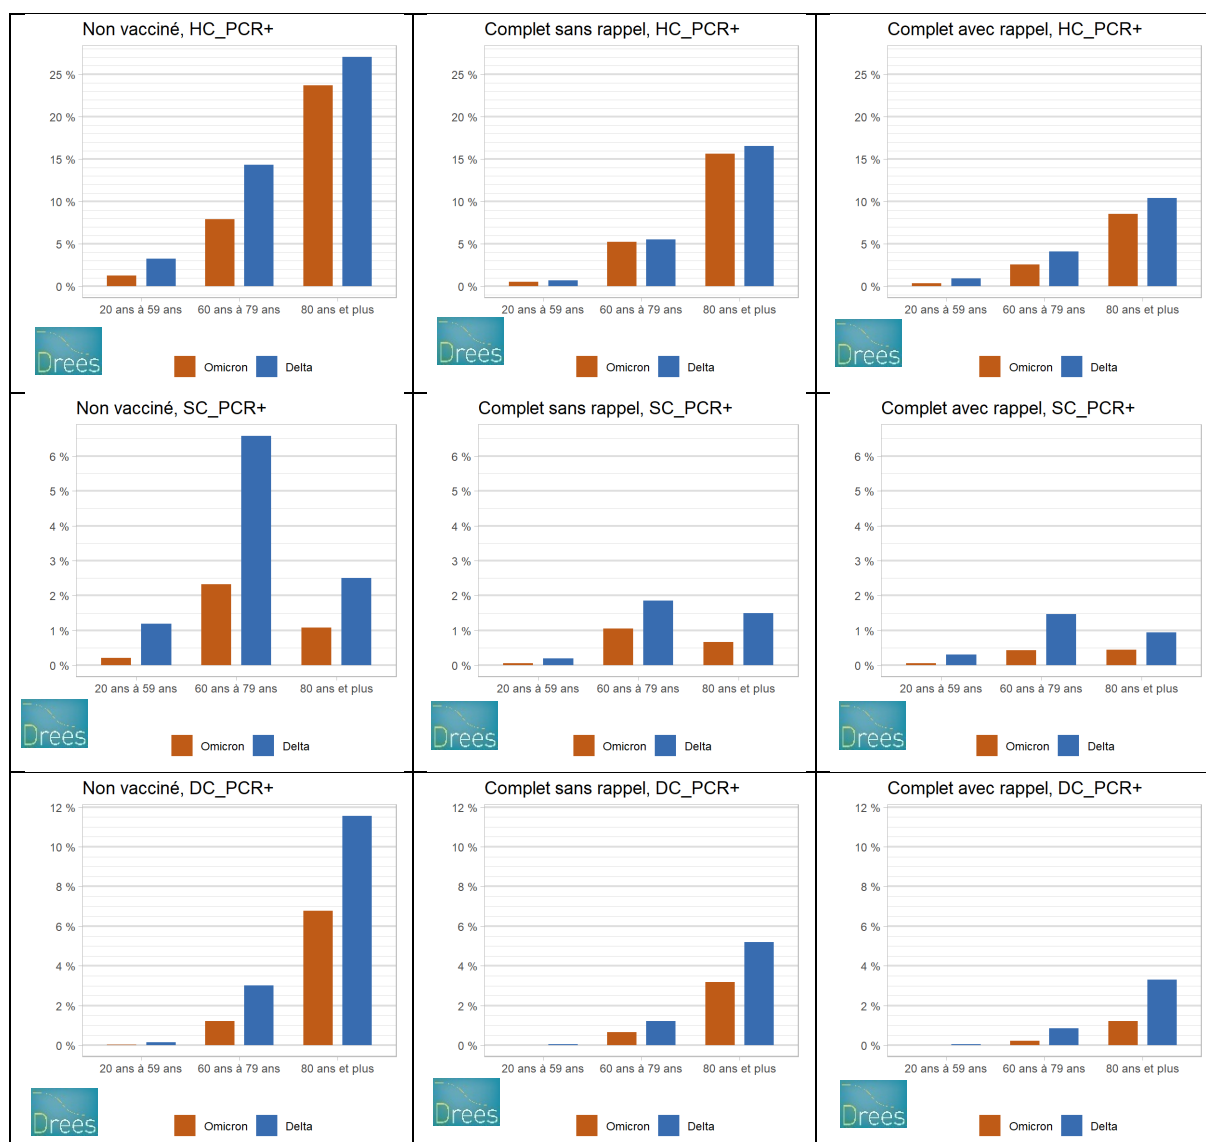 Non vacciné, HC_PCR+
25 %
20 %
15 %
10 %
5 %
0 %
20 ans à 59 ans 60 ans à 79 ans 80 ans et plus
Drees
Omicron Delta
Complet sans rappel, HC_PCR+
25 %
20 %
15 %
10 %
5 %
0 %
20 ans à 59 ans 60 ans à 79 ans 80 ans et plus
Drees
Omicron Delta
Complet avec rappel, HC_PCR+
25 %
20 %
15 %
10 %
5 %
0 %
20 ans à 59 ans 60 ans à 79 ans 80 ans et plus
Drees
Omicron Delta
Non vacciné, SC_PCR+
6 %
5 %
4 %
3 %
2 %
1 %
0 %
20 ans à 59 ans 60 ans à 79 ans 80 ans et plus
Drees
Omicron Delta
Complet sans rappel, SC_PCR+
6 %
5 %
4 %
3 %
2 %
1 %
0 %
20 ans à 59 ans 60 ans à 79 ans 80 ans et plus
Drees
Omicron Delta
Complet avec rappel, SC_PCR+
6 %
5 %
4 %
3 %
2 %
1 %
0 %
20 ans à 59 ans 60 ans à 79 ans 80 ans et plus
Drees
Omicron Delta
Non vacciné, DC_PCR+
12 %
10 %
8 %
6 %
4 %
2 %
0 %
20 ans à 59 ans 60 ans à 79 ans 80 ans et plus
Drees
Omicron Delta
Complet sans rappel, DC_PCR+
12 %
10 %
8 %
6 %
4 %
2 %
0 %
20 ans à 59 ans 60 ans à 79 ans 80 ans et plus
Drees
Omicron Delta
Complet avec rappel, DC_PCR+
12 %
10 %
8 %
6 %
4 %
2 %
0 %
20 ans à 59 ans 60 ans à 79 ans 80 ans et plus
Drees
Omicron Delta